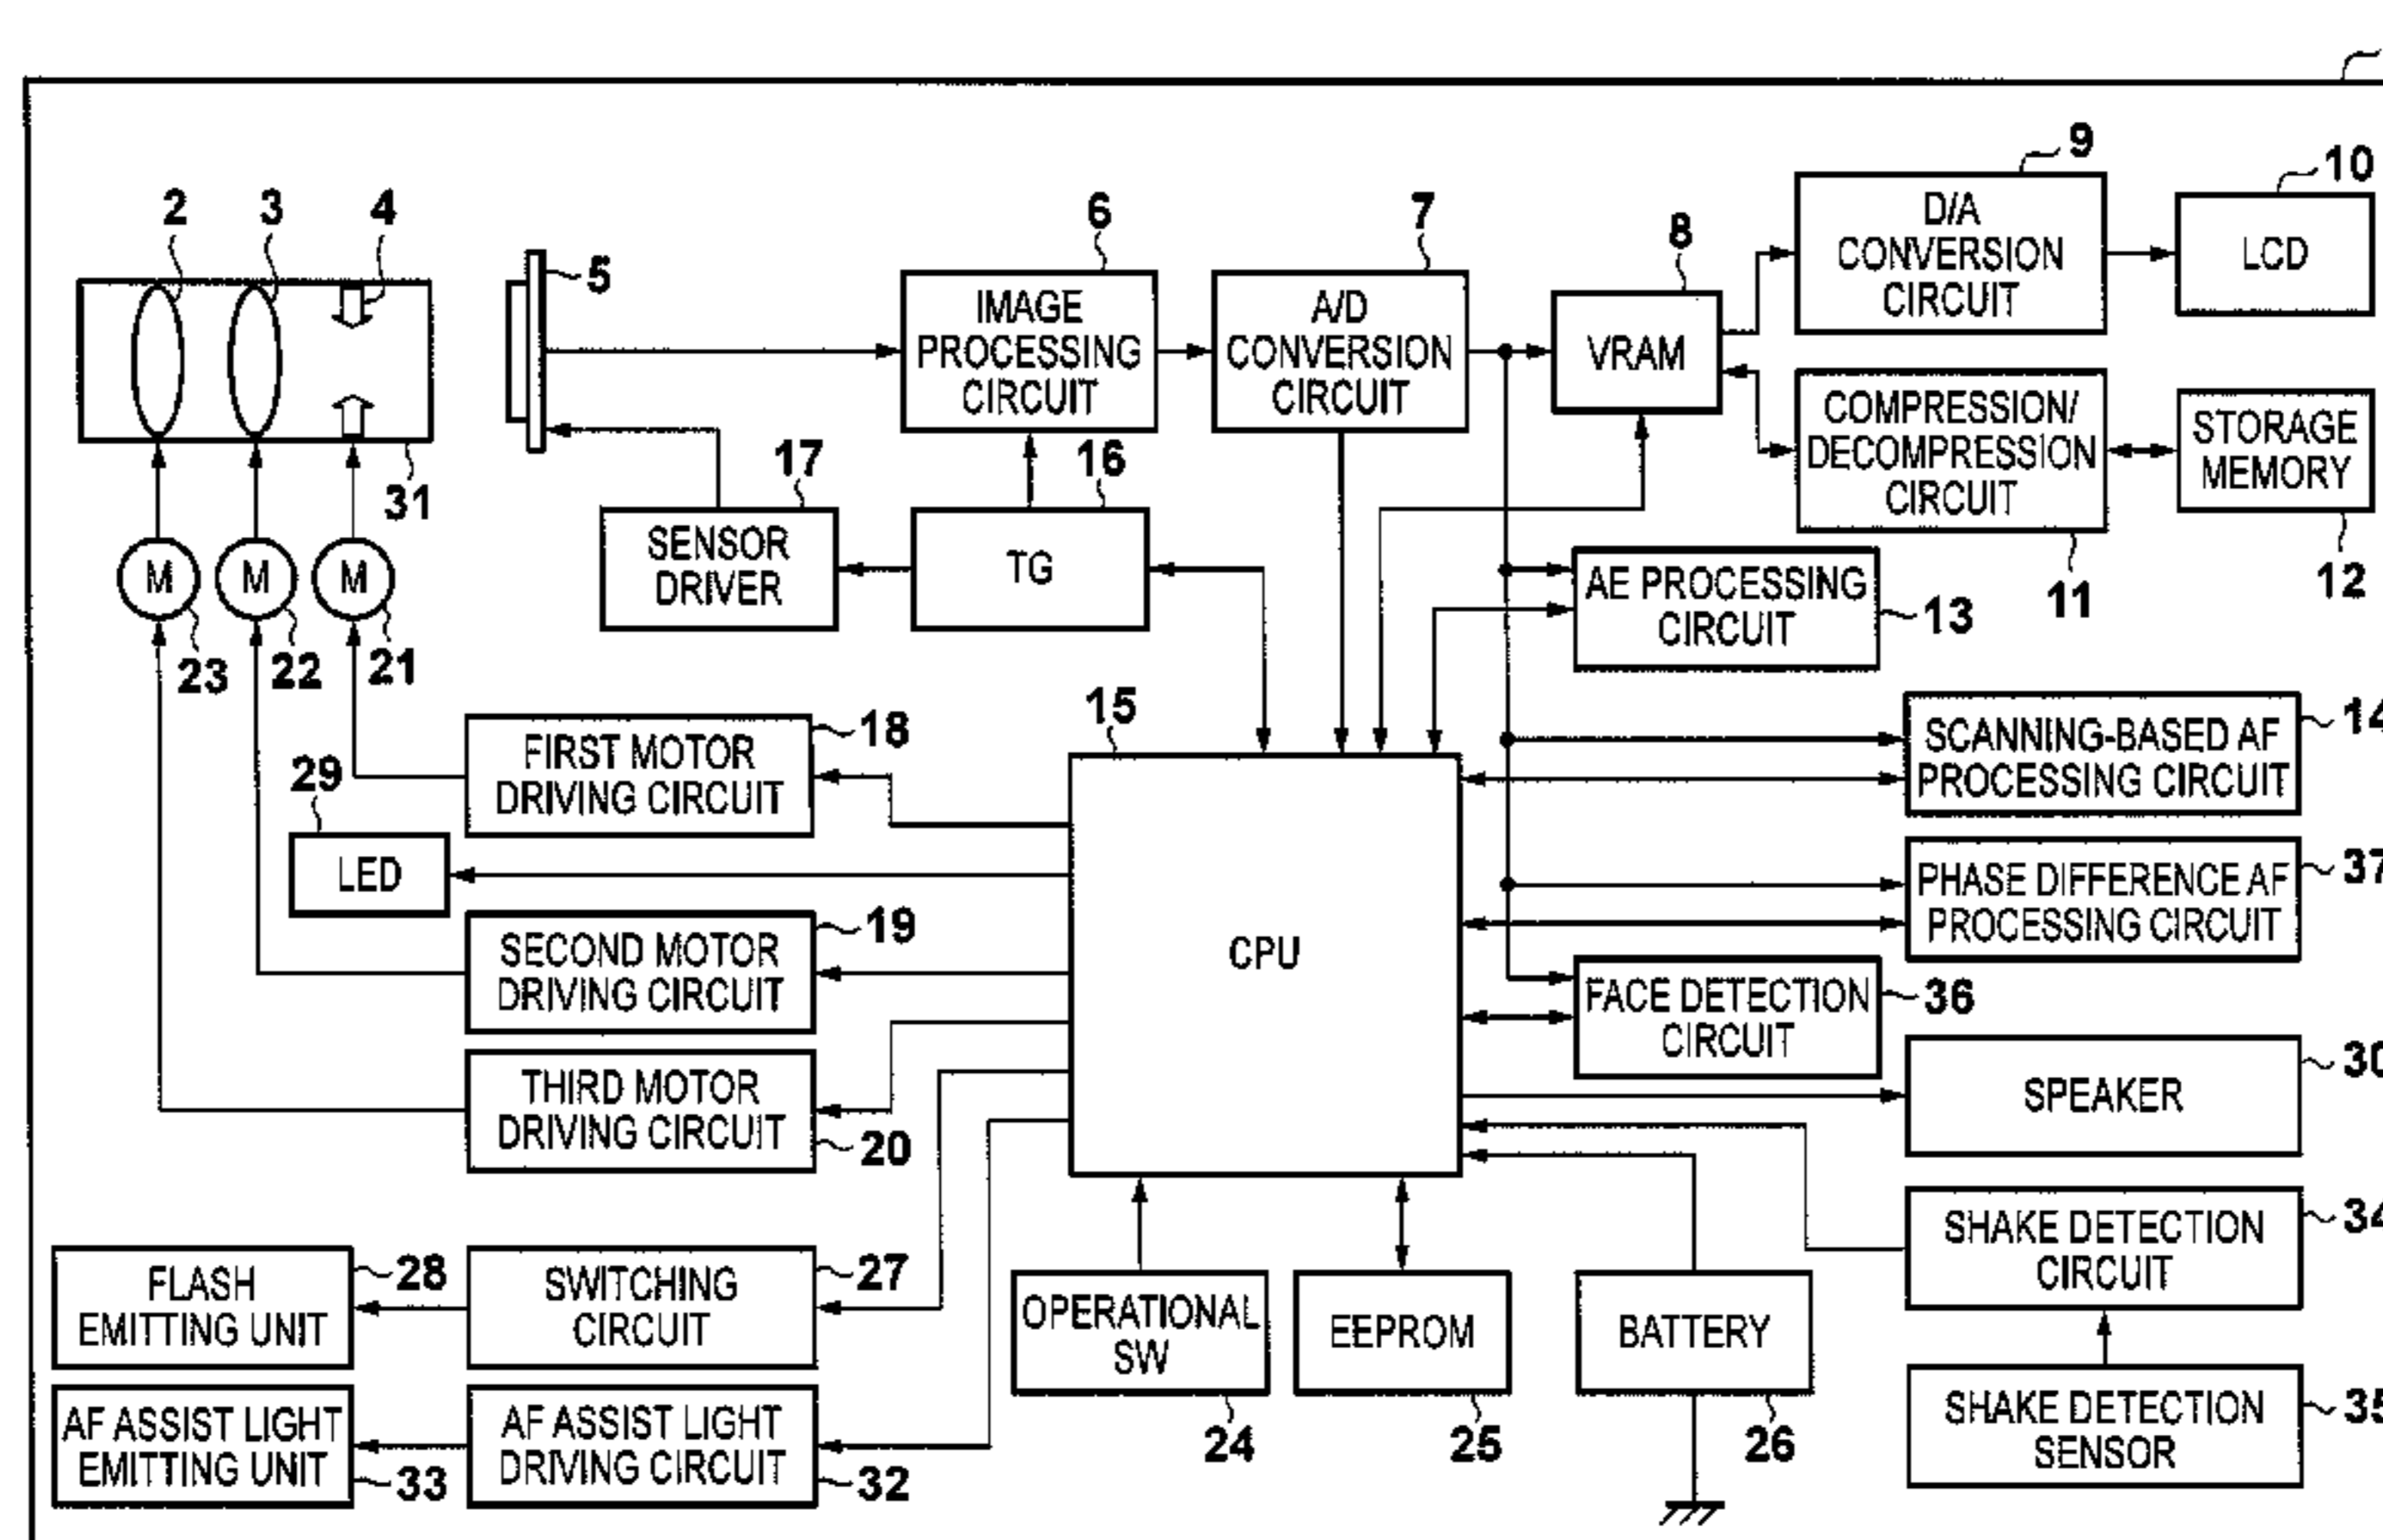 9
10
2
3
4
6
7
8
D/A
CONVERSION
CIRCUIT
LCD
5
IMAGE
PROCESSING
CIRCUIT
A/D
CONVERSION
CIRCUIT
VRAM
COMPRESSION/
DECOMPRESSION
CIRCUIT
STORAGE
MEMORY
31
17
16
11
12
M
M
M
23
22
21
SENSOR
DRIVER
TG
AE PROCESSING
CIRCUIT
13
15
FIRST MOTOR
DRIVING CIRCUIT
18
SCANNING-BASED AF
PROCESSING CIRCUIT
14
29
LED
PHASE DIFFERENCE AF
PROCESSING CIRCUIT
37
SECOND MOTOR
DRIVING CIRCUIT
19
CPU
FACE DETECTION
CIRCUIT
36
THIRD MOTOR
DRIVING CIRCUIT
20
SPEAKER
30
SHAKE DETECTION
CIRCUIT
34
FLASH
EMITTING UNIT
28
SWITCHING
CIRCUIT
27
OPERATIONAL
SW
24
EEPROM
25
BATTERY
26
AF ASSIST LIGHT
EMITTING UNIT
33
AF ASSIST LIGHT
DRIVING CIRCUIT
32
SHAKE DETECTION
SENSOR
35